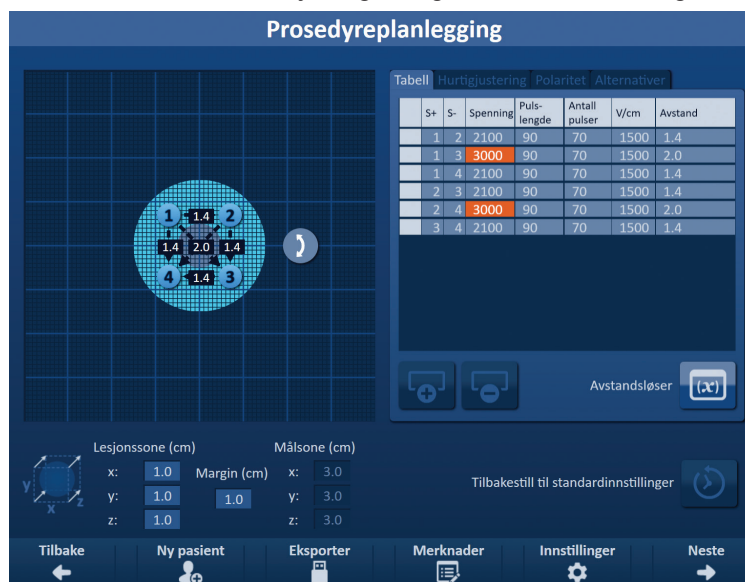 Prosedyreplanlegging
Tabell Hurtigjustering Polaritet Alternativer
S+ S- Spenning Puls-lengde Antall pulser V/cm Avstand
1 2 2100 90 70 1500 1.4
1 3 3000 90 70 1500 2.0
1 4 2100 90 70 1500 1.4
2 3 2100 90 70 1500 1.4
2 4 3000 90 70 1500 2.0
3 4 2100 90 70 1500 1.4
1 1.4 2
1.4 2.0 1.4
4 1.4 3
Avstandsløser (x)
Lesjonssone (cm) Målsone (cm)
x: 1.0 Margin (cm) x: 3.0
y: 1.0 1.0 y: 3.0
z: 1.0 z: 3.0
y x z
Tilbakestill til standardinnstillinger
Tilbake Ny pasient Eksporter Merknader Innstillinger Neste